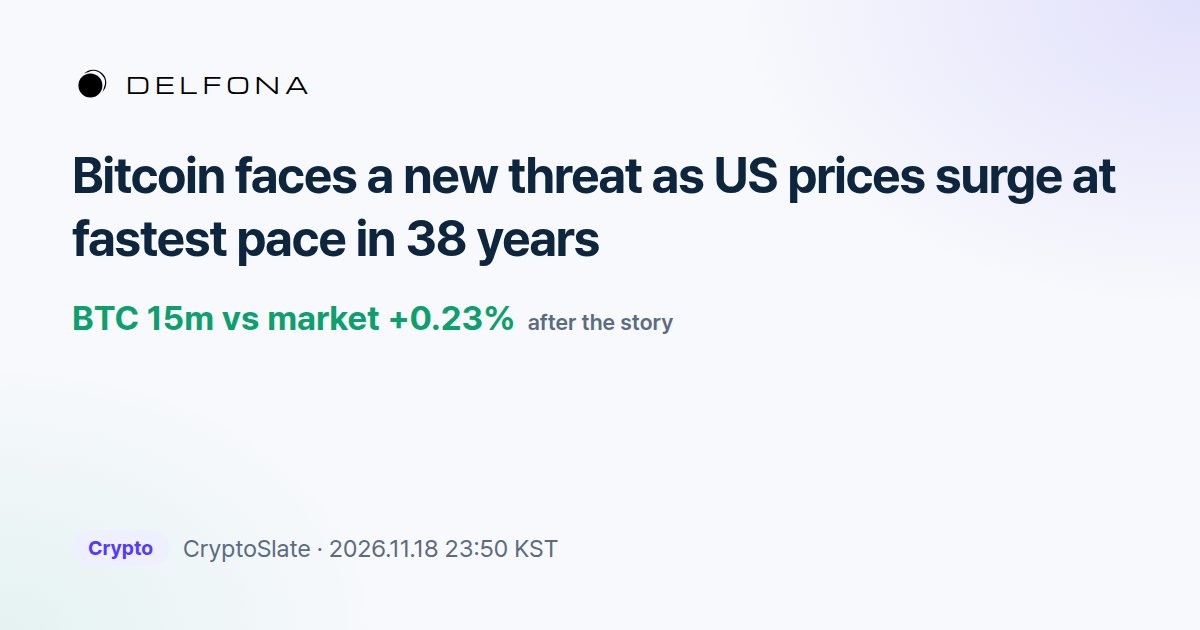 DELFONA
Bitcoin faces a new threat as US prices surge at
fastest pace in 38 years
BTC 15m vs market +0.23% after the story
Crypto CryptoSlate · 2026.11.18 23:50 KST